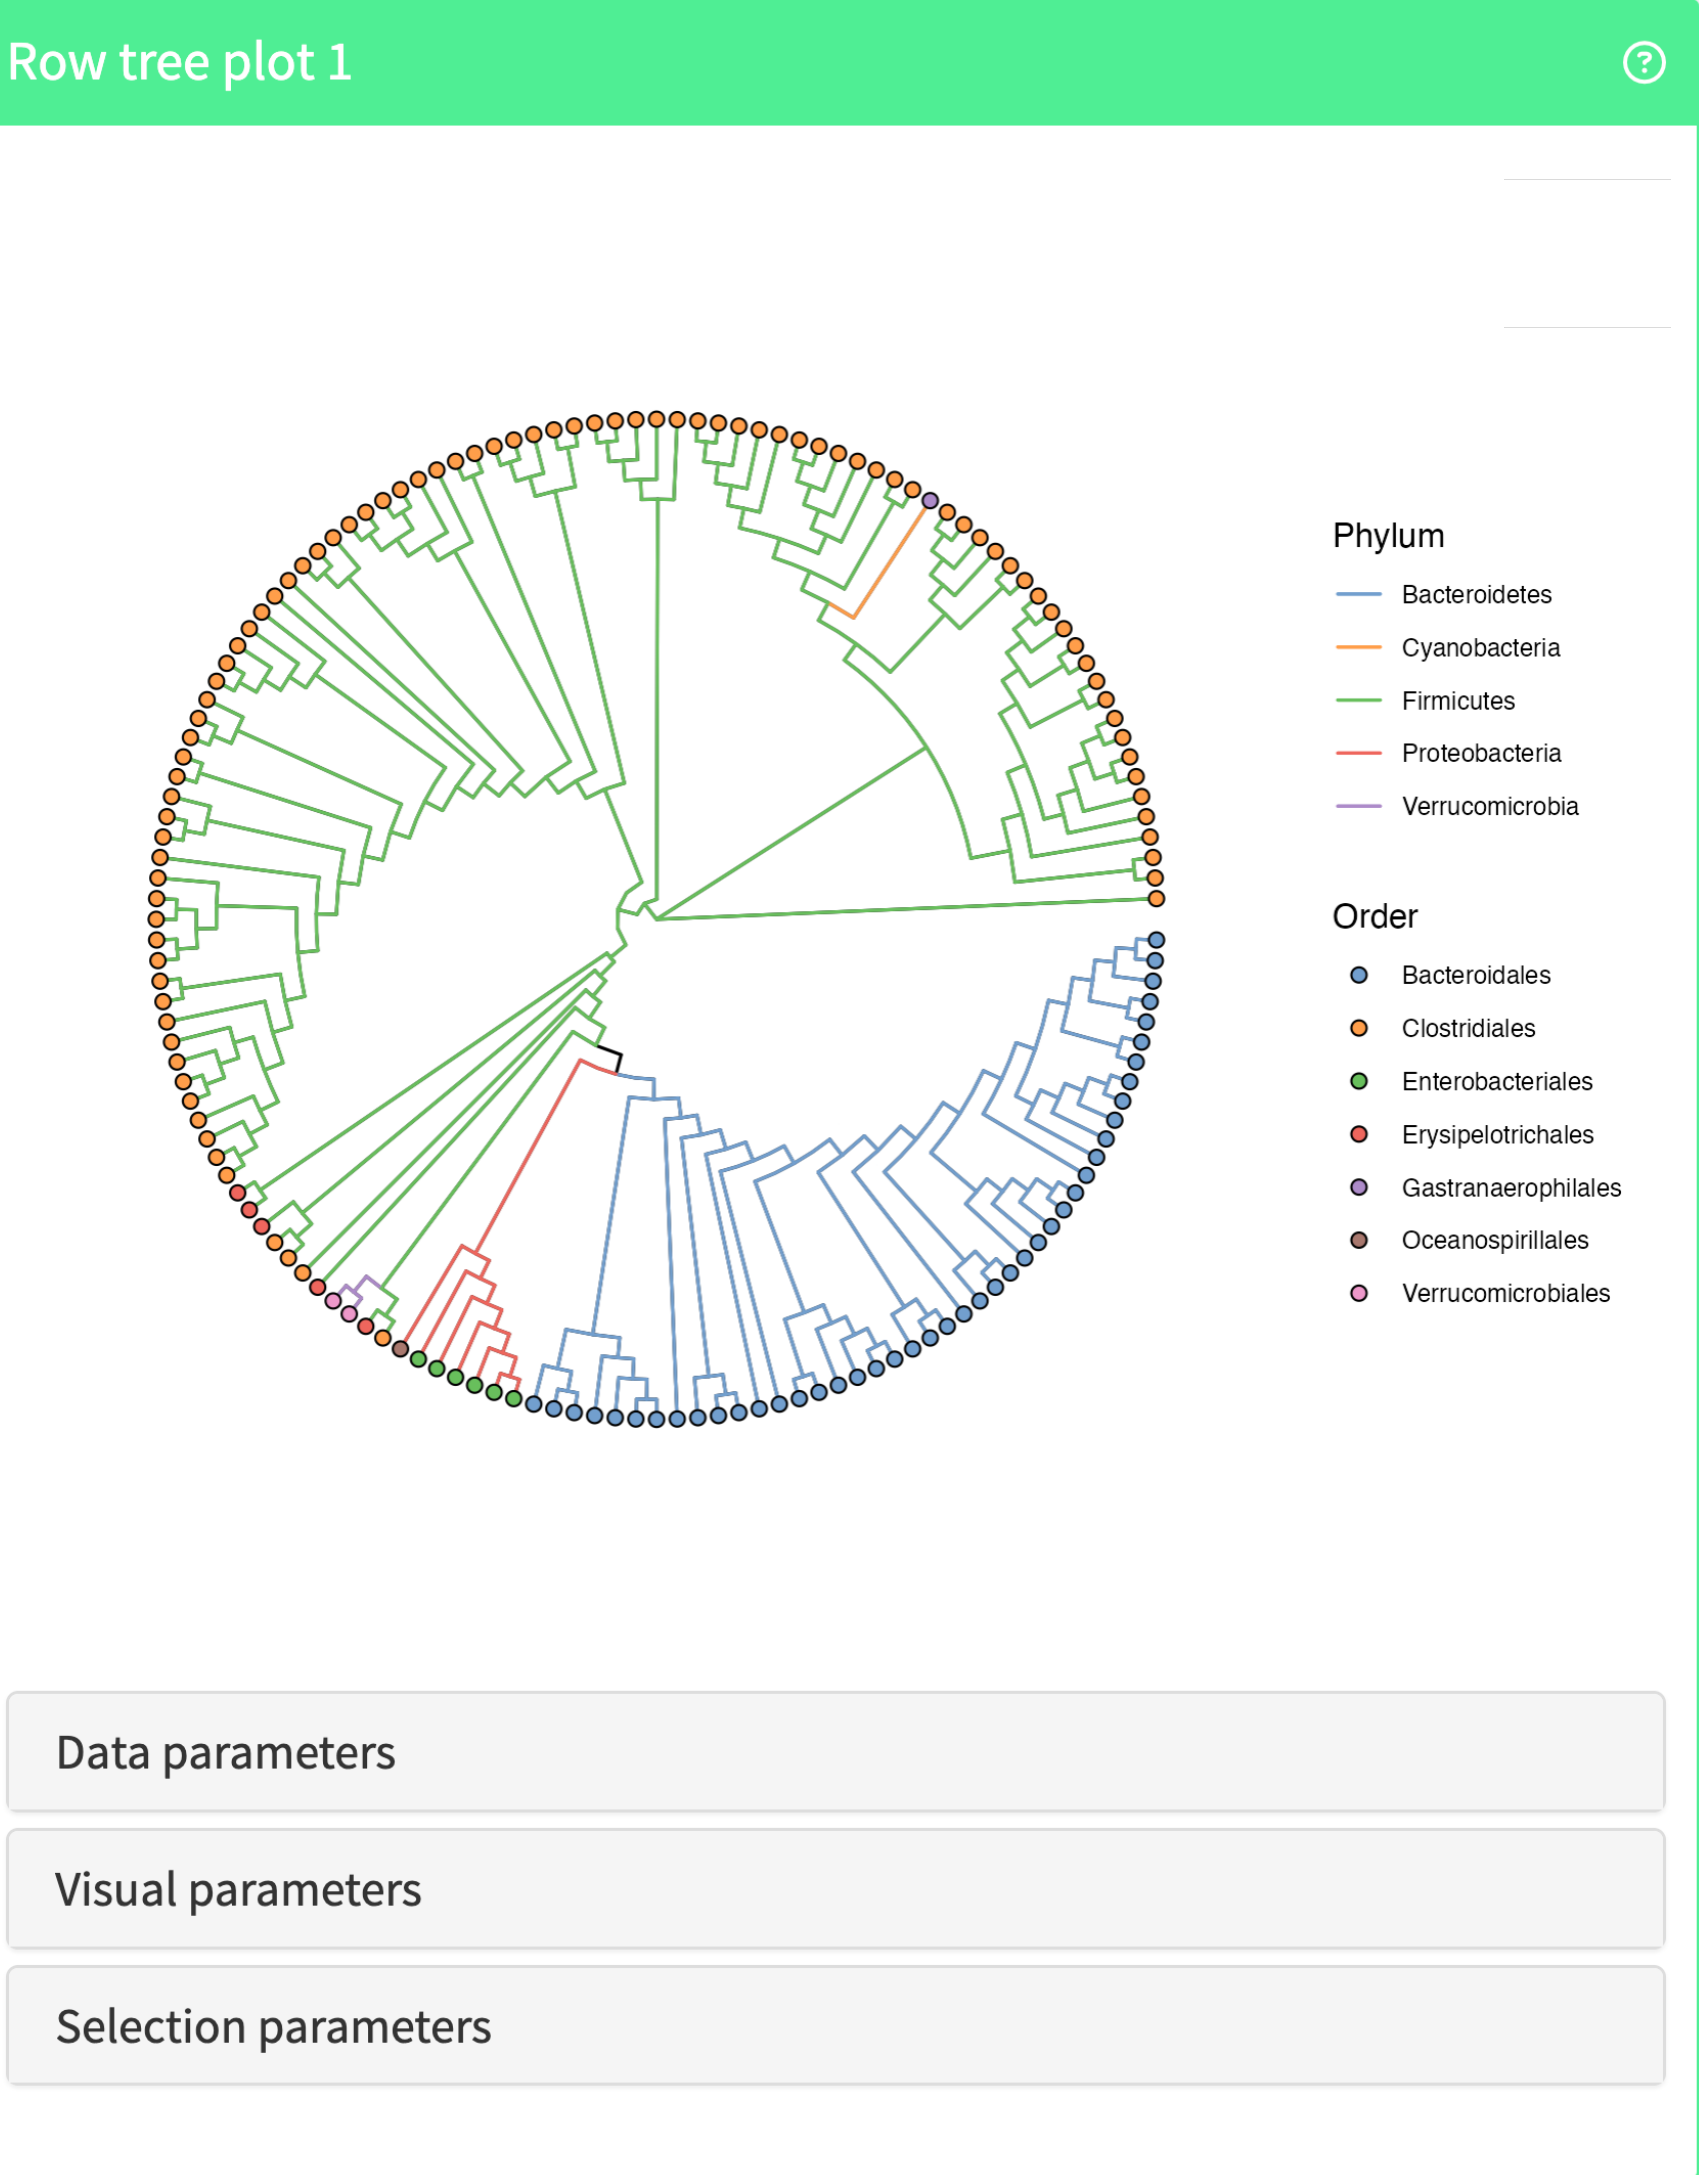 Row tree plot 1
?
Phylum
Bacteroidetes
Cyanobacteria
Firmicutes
Proteobacteria
Verrucomicrobia
Order
Bacteroidales
Clostridiales
Enterobacteriales
Erysipelotrichales
Gastranaerophilales
Oceanospirillales
Verrucomicrobiales
Data parameters
Visual parameters
Selection parameters